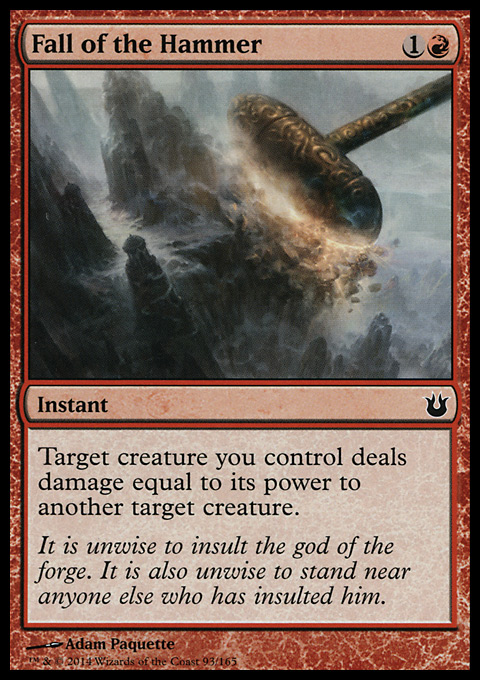 Fall of the Hammer 1
Instant
Target creature you control deals
damage equal to its power to
another target creature.
It is unwise to insult the god of the
forge. It is also unwise to stand near
anyone else who has insulted him.
Adam Paquette
™ & © 2014 Wizards of the Coast 93/165